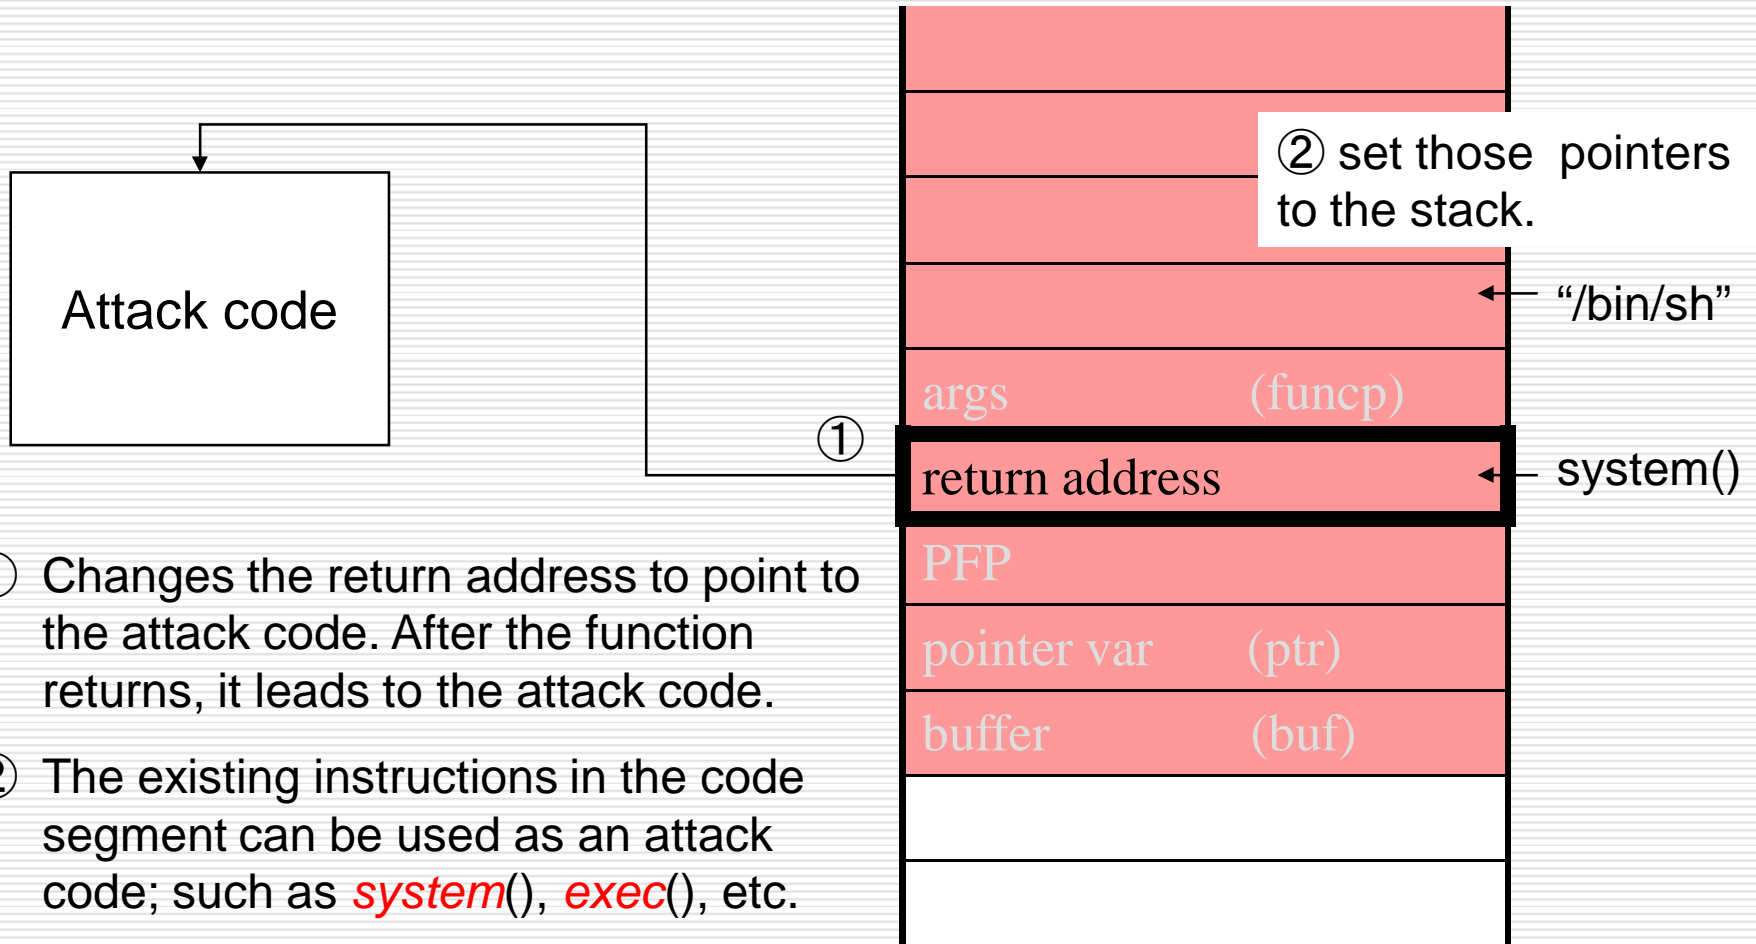 ② set those pointers
to the stack.
Attack code
“/bin/sh”
args (funcp)
①
return address
system()
PFP
pointer var (ptr)
buffer (buf)
① Changes the return address to point to
the attack code. After the function
returns, it leads to the attack code.
② The existing instructions in the code
segment can be used as an attack
code; such as system(), exec(), etc.